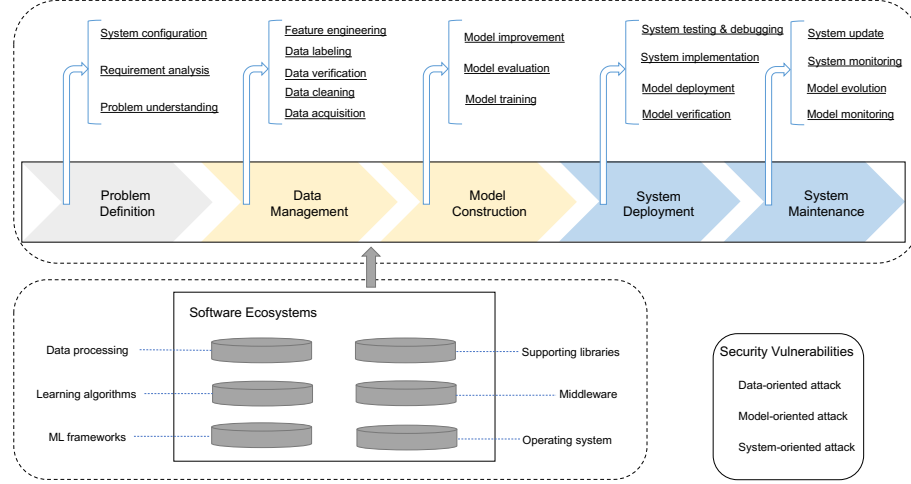 System configuration
Requirement analysis
Problem understanding
Feature engineering
Data labeling
Data verification
Data cleaning
Data acquisition
Model improvement
Model evaluation
Model training
System testing & debugging
System implementation
Model deployment
Model verification
System update
System monitoring
Model evolution
Model monitoring
Problem
Definition
Data
Management
Model
Construction
System
Deployment
System
Maintenance
Software Ecosystems
Data processing
Learning algorithms
ML frameworks
Supporting libraries
Middleware
Operating system
Security Vulnerabilities
Data-oriented attack
Model-oriented attack
System-oriented attack